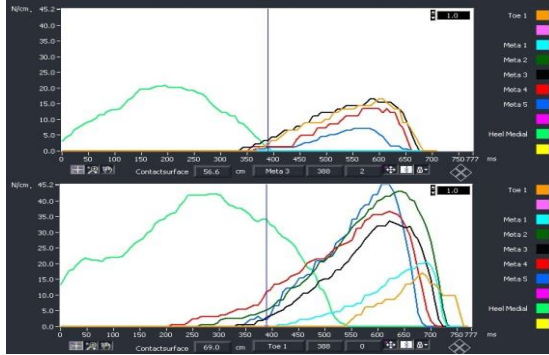 N/cm,
45.2
1.0
Toe 1
40.0
35.0
Meta 1
30.0
Meta 2
25.0
Meta 3
20.0
Meta 4
15.0
Meta 5
10.0
5.0
Heel Medial
0.0
0 50 100 150 200 250 300 350 400 450 500 550 600 650 700 750 777
ms
Contactsurface 56.6 cm Meta 3 388 2
N/cm,
45.2
1.0
Toe 1
40.0
35.0
Meta 1
30.0
Meta 2
25.0
Meta 3
20.0
Meta 4
15.0
Meta 5
10.0
5.0
Heel Medial
0.0
0 50 100 150 200 250 300 350 400 450 500 550 600 650 700 750 777
ms
Contactsurface 69.0 cm Toe 1 388 0